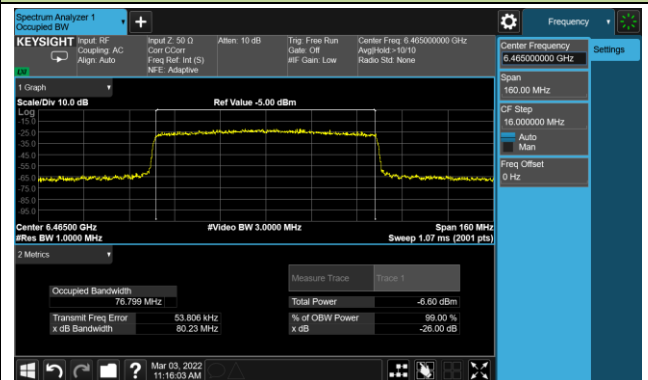 Spectrum Analyzer 1
Occupied BW
Frequency
KEYSIGHT
Input: RF
Coupling: AC
Align: Auto
Input Z: 50 Ω
Corr CCorr
Freq Ref: Int (S)
NFE: Adaptive
Atten: 10 dB
Trig: Free Run
Gate: Off
#IF Gain: Low
Center Freq: 6.465000000 GHz
Avg|Hold:>10/10
Radio Std: None
Center Frequency
6.465000000 GHz
Settings
Span
160.00 MHz
CF Step
16.000000 MHz
Auto
Man
Freq Offset
0 Hz
1 Graph
Scale/Div 10.0 dB
Ref Value -5.00 dBm
Log
-15.0
-25.0
-35.0
-45.0
-55.0
-65.0
-75.0
-85.0
-95.0
Center 6.46500 GHz
#Video BW 3.0000 MHz
Span 160 MHz
#Res BW 1.0000 MHz
Sweep 1.07 ms (2001 pts)
2 Metrics
Measure Trace
Trace 1
Occupied Bandwidth
76.799 MHz
Total Power
-6.60 dBm
Transmit Freq Error
53.806 kHz
% of OBW Power
99.00 %
x dB Bandwidth
80.23 MHz
x dB
-26.00 dB
?
Mar 03, 2022
11:16:03 AM